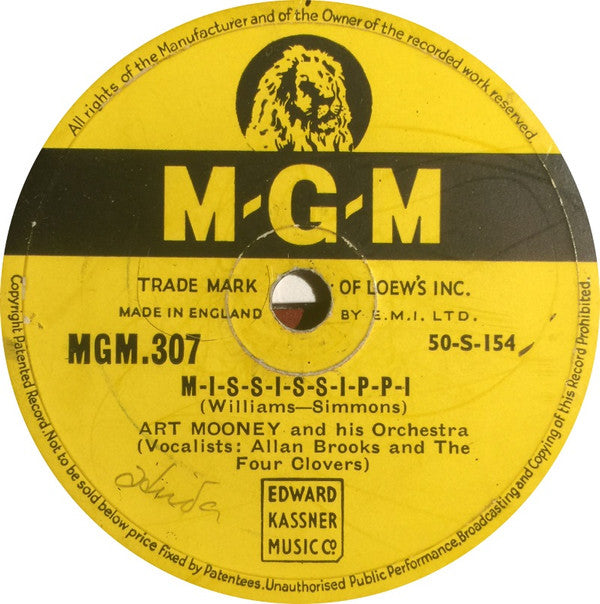 All rights of the Manufacturer and of the Owner of the recorded work reserved.
M-G-M
TRADE MARK OF LOEW'S INC.
MADE IN ENGLAND BY E.M.I. LTD.
MGM.307 50-S-154
M-I-S-S-I-S-S-I-P-P-I
(Williams—Simmons)
ART MOONEY and his Orchestra
(Vocalists: Allan Brooks and The
Four Clovers)
EDWARD
KASSNER
MUSIC CO.
Copyright Patented Record. Not to be sold below price fixed by Patentees. Unauthorised Public Performance, Broadcasting and Copying of this Record Prohibited.